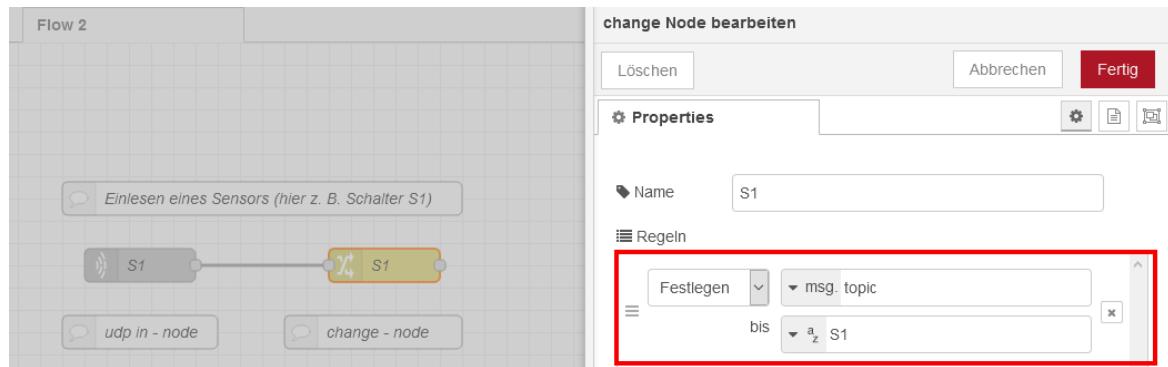 Flow 2
Einlesen eines Sensors (hier z. B. Schalter S1)
S1
S1
udp in - node
change - node
change Node bearbeiten
Löschen
Abbrechen
Fertig
Properties
Name
S1
Regeln
Festlegen
msg. topic
bis
a z S1